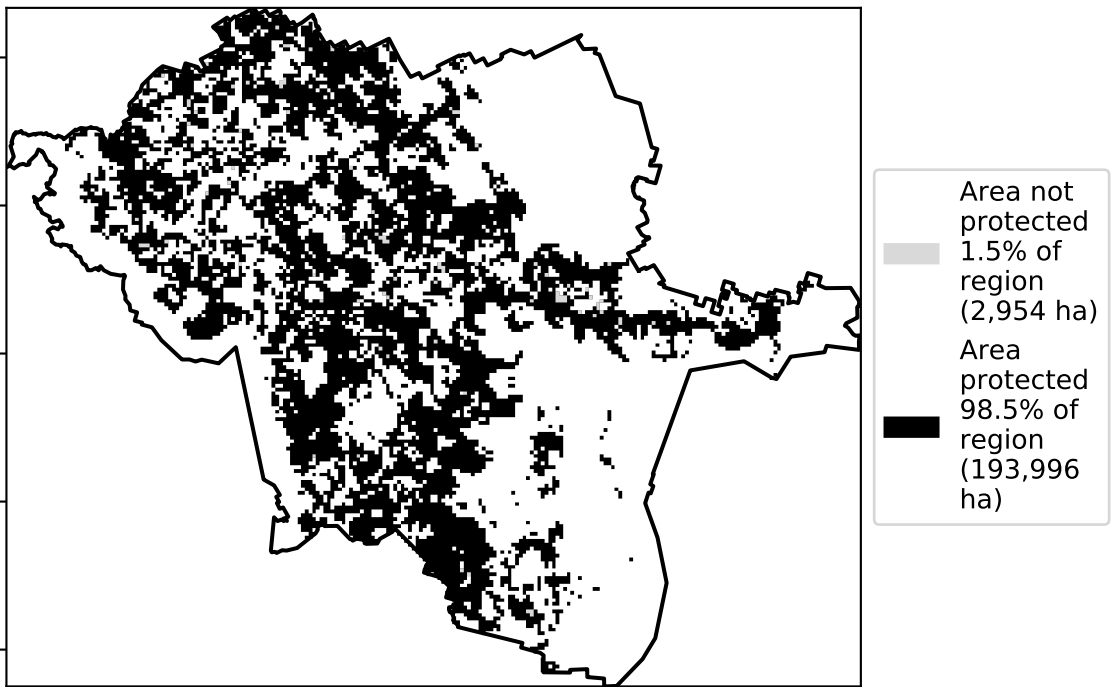 Area not
protected
1.5% of
region
(2,954 ha)
Area
protected
98.5% of
region
(193,996
ha)